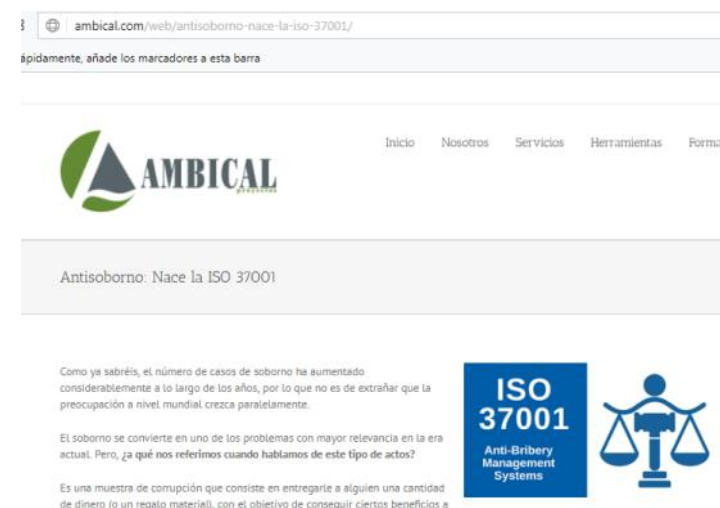 ambical.com/web/antisoborno-nace-la-iso-37001/
ápidamente, añade los marcadores a esta barra
AMBICAL
proyectos
Inicio Nosotros Servicios Herramientas Forma
Antisoborno: Nace la ISO 37001
Como ya sabréis, el número de casos de soborno ha aumentado
considerablemente a lo largo de los años, por lo que no es de extrañar que la
preocupación a nivel mundial crezca paralelamente.
El soborno se convierte en uno de los problemas con mayor relevancia en la era
actual. Pero, ¿a qué nos referimos cuando hablamos de este tipo de actos?
Es una muestra de corrupción que consiste en entregarle a alguien una cantidad
de dinero (o un regalo material), con el objetivo de conseguir ciertos beneficios a
ISO
37001
Anti-Bribery
Management
Systems